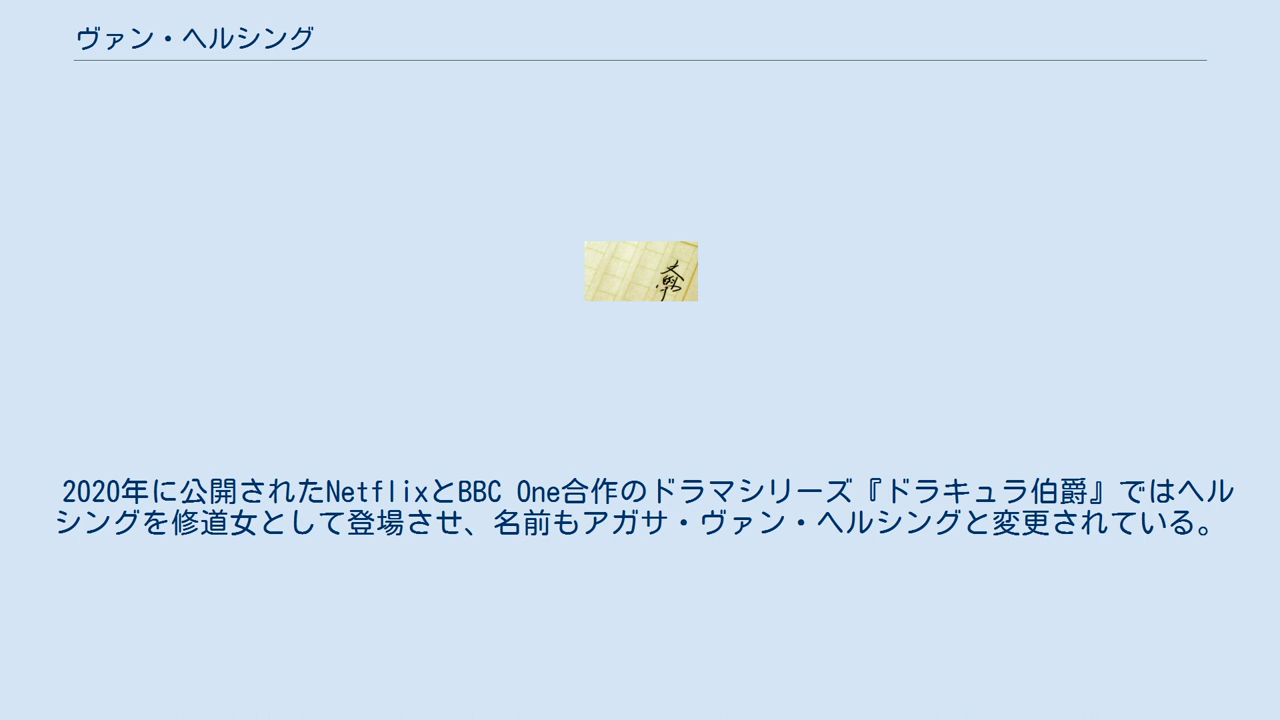 ヴァン・ヘルシング
2020年に公開されたNetflixとBBC One合作のドラマシリーズ『ドラキュラ伯爵』ではヘル
シングを修道女として登場させ、名前もアガサ・ヴァン・ヘルシングと変更されている。